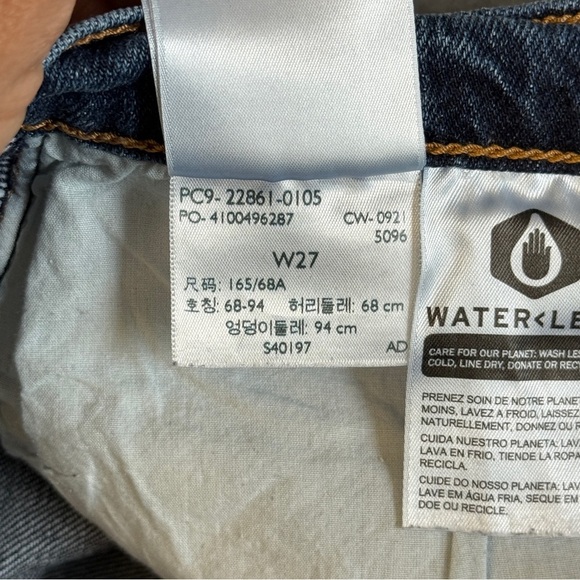 PC9- 22861-0105
PO- 4100496287 CW- 0921
5096
W27
尺码: 165/68A
호칭: 68-94 허리둘레: 68 cm
엉덩이둘레: 94 cm
S40197 AD
WATER<LE
CARE FOR OUR PLANET: WASH LES
COLD, LINE DRY, DONATE OR REC
PRENEZ SOIN DE NOTRE PLANET
MOINS, LAVEZ A FROID, LAISSEZ
NATURELLEMENT, DONNEZ OU R
CUIDA NUESTRO PLANETA: LAV
LAVA EN FRIO, TIENDE LA ROPA
RECICLA.
CUIDE DO NOSSO PLANETA: LAV
LAVE EM ÁGUA FRIA, SEQUE EM
DOE OU RECICLE.